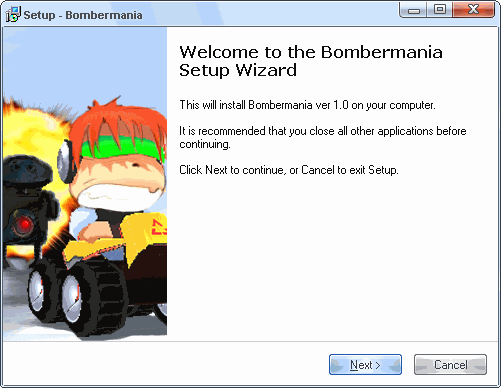 Setup - Bombermania
Welcome to the Bombermania
Setup Wizard
This will install Bombermania ver 1.0 on your computer.
It is recommended that you close all other applications before
continuing.
Click Next to continue, or Cancel to exit Setup.
Next >
Cancel